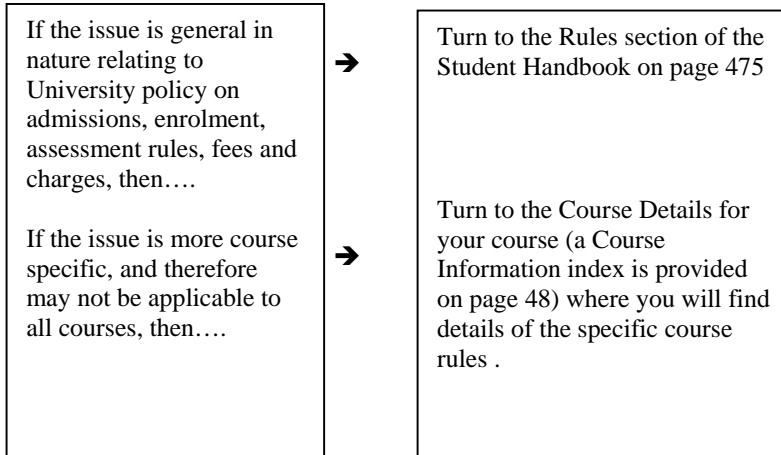 If the issue is general in
nature relating to
University policy on
admissions, enrolment,
assessment rules, fees and
charges, then….
If the issue is more course
specific, and therefore
may not be applicable to
all courses, then….
➔
➔
Turn to the Rules section of the
Student Handbook on page 475
Turn to the Course Details for
your course (a Course
Information index is provided
on page 48) where you will find
details of the specific course
rules .